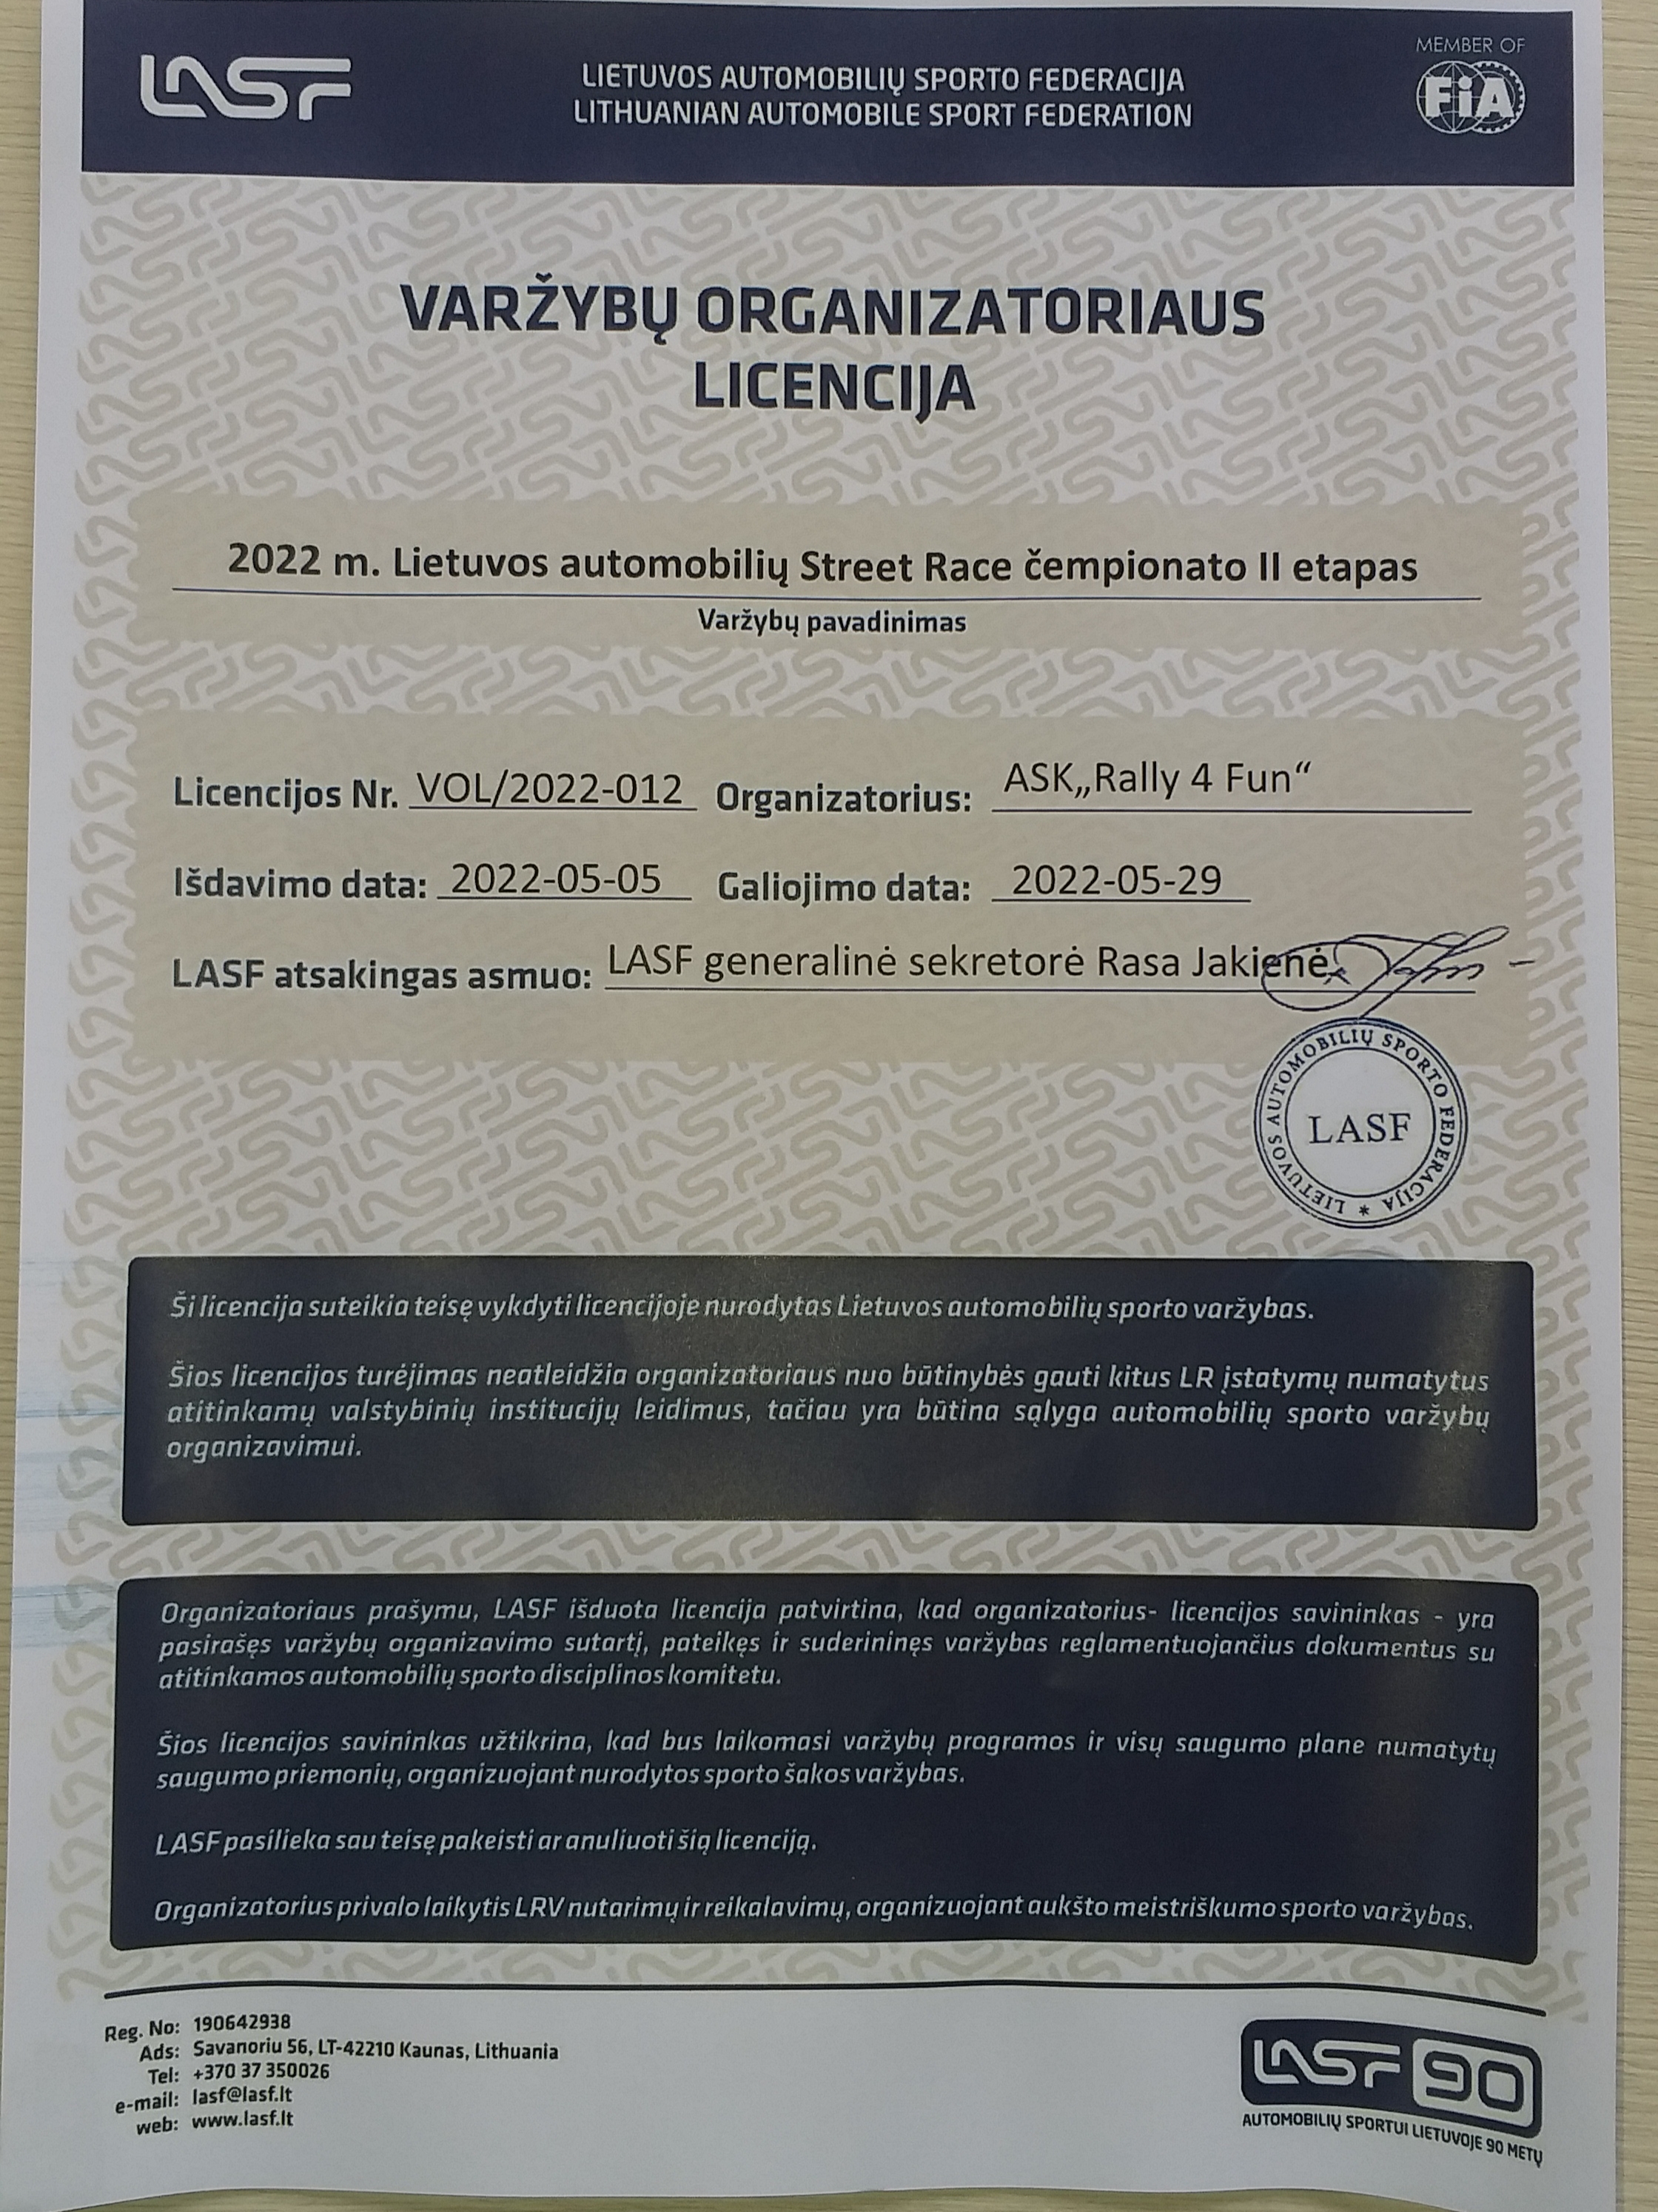 LASF
LIETUVOS AUTOMOBILIŲ SPORTO FEDERACIJA
LITHUANIAN AUTOMOBILE SPORT FEDERATION
MEMBER OF
FiA
VARŽYBŲ ORGANIZATORIAUS
LICENCIJA
2022 m. Lietuvos automobilių Street Race čempionato II etapas
Varžybų pavadinimas
Licencijos Nr. VOL/2022-012 Organizatorius: ASK„Rally 4 Fun“
Išdavimo data: 2022-05-05 Galiojimo data: 2022-05-29
LASF atsakingas asmuo: LASF generalinė sekretorė Rasa Jakienė
LIETUVOS AUTOMOBILIŲ SPORTO FEDERACIJA *
LASF
Ši licencija suteikia teisę vykdyti licencijoje nurodytas Lietuvos automobilių sporto varžybas.
Šios licencijos turėjimas neatleidžia organizatoriaus nuo būtinybės gauti kitus LR įstatymų numatytus
atitinkamų valstybinių institucijų leidimus, tačiau yra būtina sąlyga automobilių sporto varžybų
organizavimui.
Organizatoriaus prašymu, LASF išduota licencija patvirtina, kad organizatorius- licencijos savininkas - yra
pasirašęs varžybų organizavimo sutartį, pateikęs ir suderininęs varžybas reglamentuojančius dokumentus su
atitinkamos automobilių sporto disciplinos komitetu.
Šios licencijos savininkas užtikrina, kad bus laikomasi varžybų programos ir visų saugumo plane numatytų
saugumo priemonių, organizuojant nurodytos sporto šakos varžybas.
LASF pasilieka sau teisę pakeisti ar anuliuoti šią licenciją.
Organizatorius privalo laikytis LRV nutarimų ir reikalavimų, organizuojant aukšto meistriškumo sporto varžybas.
Reg. No: 190642938
Ads: Savanoriu 56, LT-42210 Kaunas, Lithuania
Tel: +370 37 350026
e-mail: lasf@lasf.lt
web: www.lasf.lt
LASF 90
AUTOMOBILIŲ SPORTUI LIETUVOJE 90 METŲ